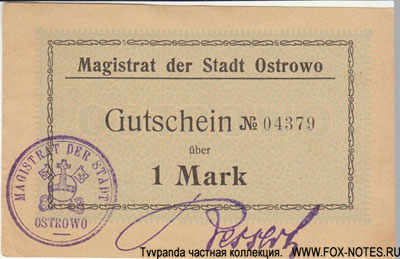 Magistrat der Stadt Ostrowo
Gutschein № 04379
über
1 Mark
MAGISTRAT DER STADT
OSTROWO
Tvvpanda частная коллекция.
WWW.FOX-NOTES.RU